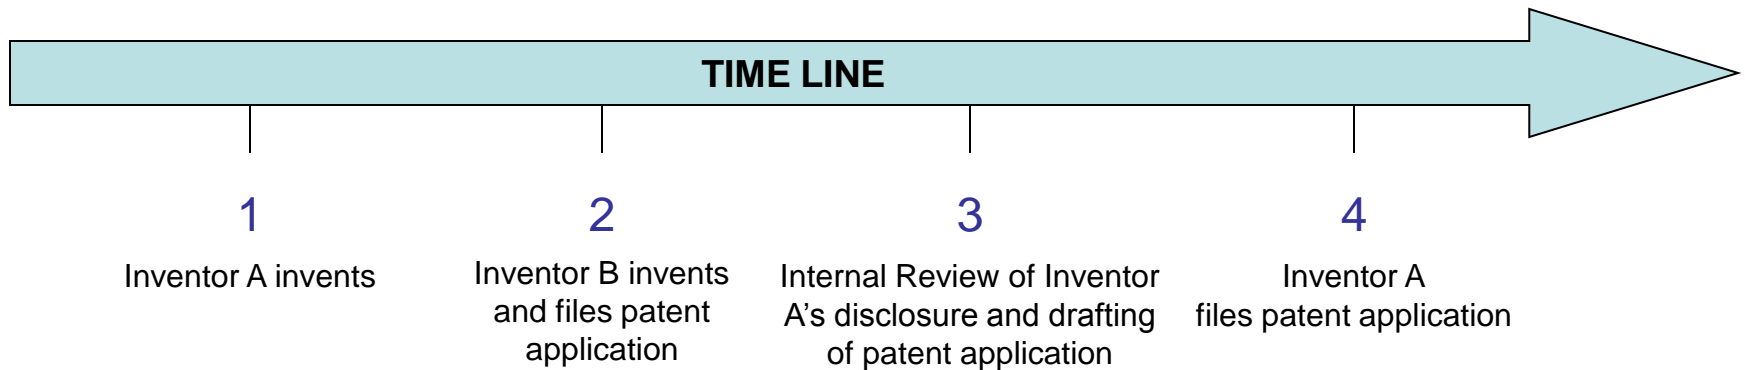 TIME LINE
1
Inventor A invents
2
Inventor B invents
and files patent
application
3
Internal Review of Inventor
A’s disclosure and drafting
of patent application
4
Inventor A
files patent application